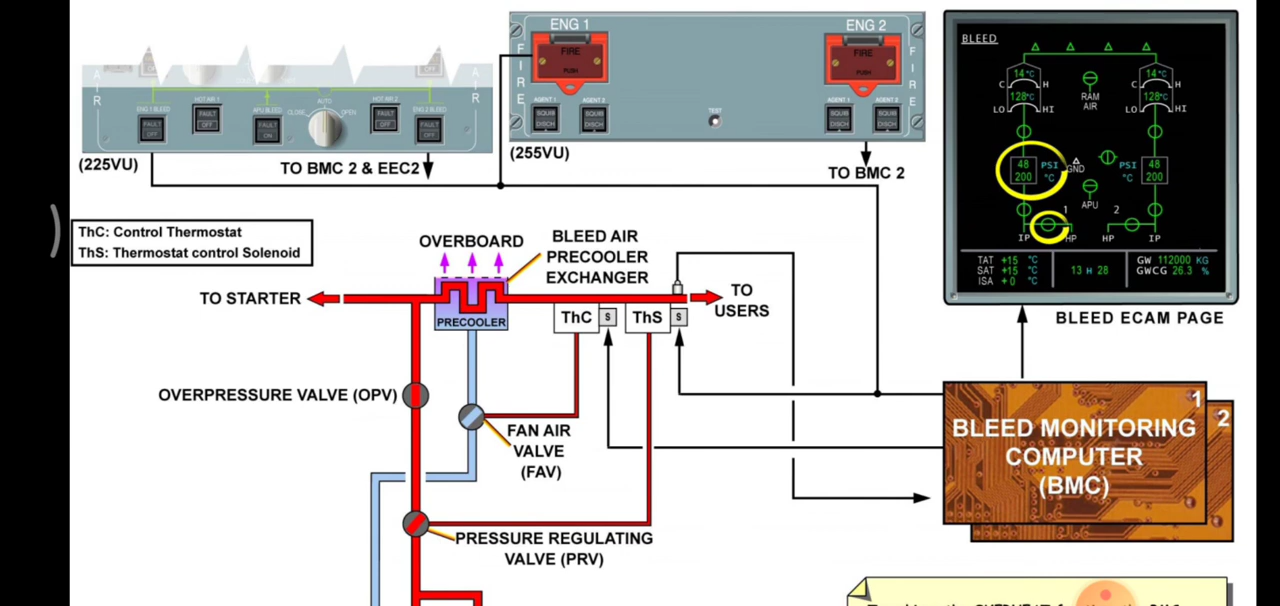 AIR
ENG 1 BLEED
FAULT
OFF
HOT AIR 1
FAULT
OFF
APU BLEED
FAULT
ON
AUTO
CLOSE
OPEN
HOT AIR 2
FAULT
OFF
ENG 2 BLEED
FAULT
OFF
(225VU)
TO BMC 2 & EEC2
ENG 1
ENG 2
FIRE
FIRE
FIRE
PUSH
FIRE
PUSH
AGENT 1
AGENT 2
SQUIB
DISCH
SQUIB
DISCH
TEST
AGENT 1
AGENT 2
SQUIB
DISCH
SQUIB
DISCH
(255VU)
TO BMC 2
BLEED
14 °C
C
H
128°C
LO
HI
RAM
AIR
14 °C
C
H
128°C
LO
HI
48
200
PSI
°C
GND
PSI
°C
48
200
APU
1
2
IP
HP
HP
IP
TAT +15 °C
SAT +15 °C
ISA + 0 °C
13 H 28
GW 112000 KG
GWCG 26.3 %
BLEED ECAM PAGE
ThC: Control Thermostat
ThS: Thermostat control Solenoid
OVERBOARD
BLEED AIR
PRECOOLER
EXCHANGER
TO STARTER
PRECOOLER
ThC
S
ThS
S
TO
USERS
OVERPRESSURE VALVE (OPV)
FAN AIR
VALVE
(FAV)
PRESSURE REGULATING
VALVE (PRV)
1
2
BLEED MONITORING
COMPUTER
(BMC)